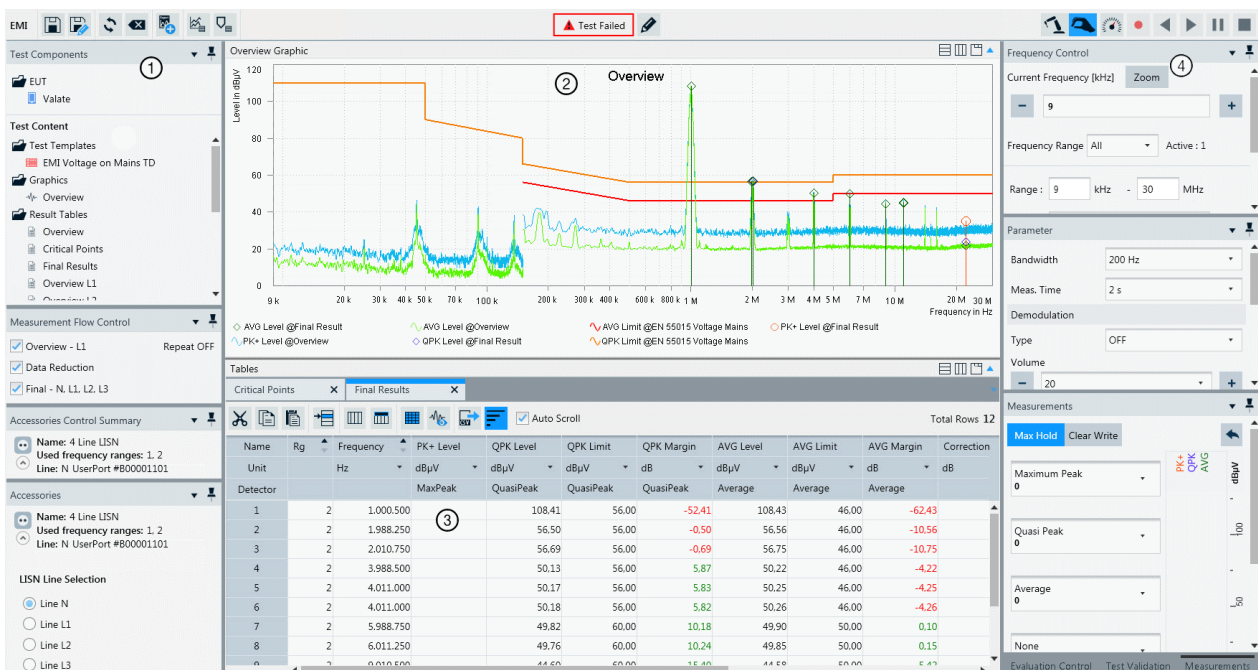 EMI
Test Failed
Test Components
1
EUT
Valate
Test Content
Test Templates
EMI Voltage on Mains TD
Graphics
Overview
Result Tables
Overview
Critical Points
Final Results
Overview L1
Measurement Flow Control
Overview - L1 Repeat OFF
Data Reduction
Final - N, L1, L2, L3
Accessories Control Summary
Name: 4 Line LISN
Used frequency ranges: 1, 2
Line: N UserPort #B00001101
Accessories
Name: 4 Line LISN
Used frequency ranges: 1, 2
Line: N UserPort #B00001101
LISN Line Selection
Line N
Line L1
Line L2
Line L3
Overview Graphic
Level in dBµV
2
Overview
120
100
80
60
40
20
0
9 k 20 k 30 k 40 k 50 k 70 k 100 k 200 k 300 k 400 k 600 k 800 k 1 M 2 M 3 M 4 M 5 M 7 M 10 M 20 M 30 M
Frequency in Hz
AVG Level @Final Result AVG Level @Overview AVG Limit @EN 55015 Voltage Mains PK+ Level @Final Result
PK+ Level @Overview QPK Level @Final Result QPK Limit @EN 55015 Voltage Mains
Tables
Critical Points X Final Results X
Auto Scroll Total Rows 12
Name Rg Frequency PK+ Level QPK Level QPK Limit QPK Margin AVG Level AVG Limit AVG Margin Correction
Unit Hz dBµV dBµV dBµV dB dBµV dBµV dB dB
Detector MaxPeak QuasiPeak QuasiPeak QuasiPeak Average Average Average
3
1 2 1.000.500 108,41 56,00 -52,41 108,43 46,00 -62,43
2 2 1.988.250 56,50 56,00 -0,50 56,56 46,00 -10,56
3 2 2.010.750 56,69 56,00 -0,69 56,75 46,00 -10,75
4 2 3.988.500 50,13 56,00 5,87 50,22 46,00 -4,22
5 2 4.011.000 50,17 56,00 5,83 50,25 46,00 -4,25
6 2 4.011.000 50,18 56,00 5,82 50,26 46,00 -4,26
7 2 5.988.750 49,82 60,00 10,18 49,90 50,00 0,10
8 2 6.011.250 49,76 60,00 10,24 49,85 50,00 0,15
Frequency Control
4
Current Frequency [kHz] Zoom
− 9 +
Frequency Range All Active : 1
Range : 9 kHz - 30 MHz
Parameter
Bandwidth 200 Hz
Meas. Time 2 s
Demodulation
Type OFF
Volume
− 20 +
Measurements
Max Hold Clear Write
PK+
QPK
AVG
dBµV
Maximum Peak
0
Quasi Peak
0
100
Average
0
50
None
Evaluation Control Test Validation Measurements